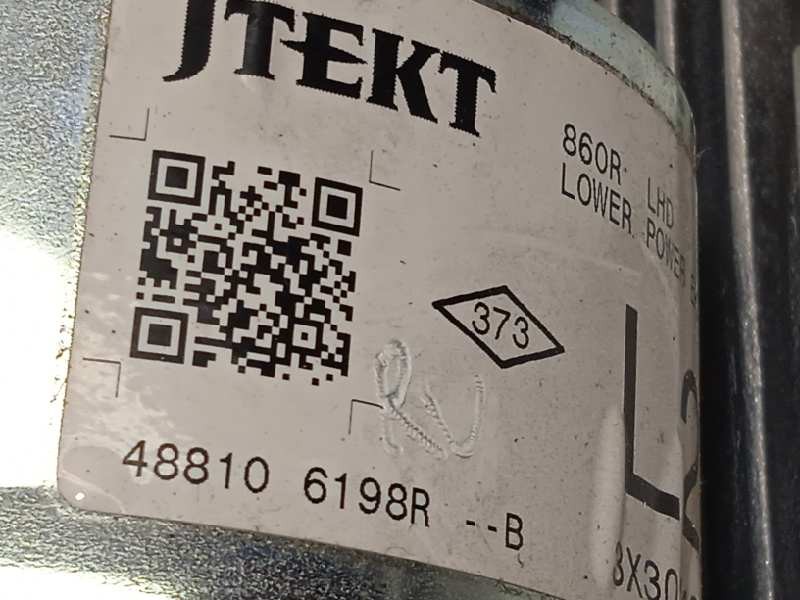 JTEKT
860R LHD
LOWER POWER
373
48810 6198R --B